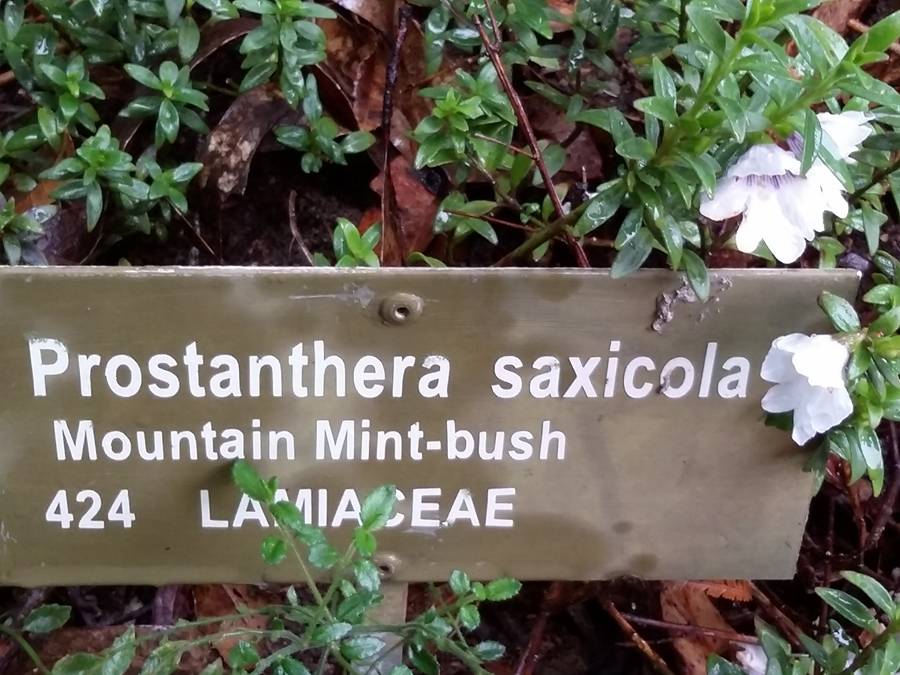 Prostanthera saxicola
Mountain Mint-bush
424 LAMIACEAE